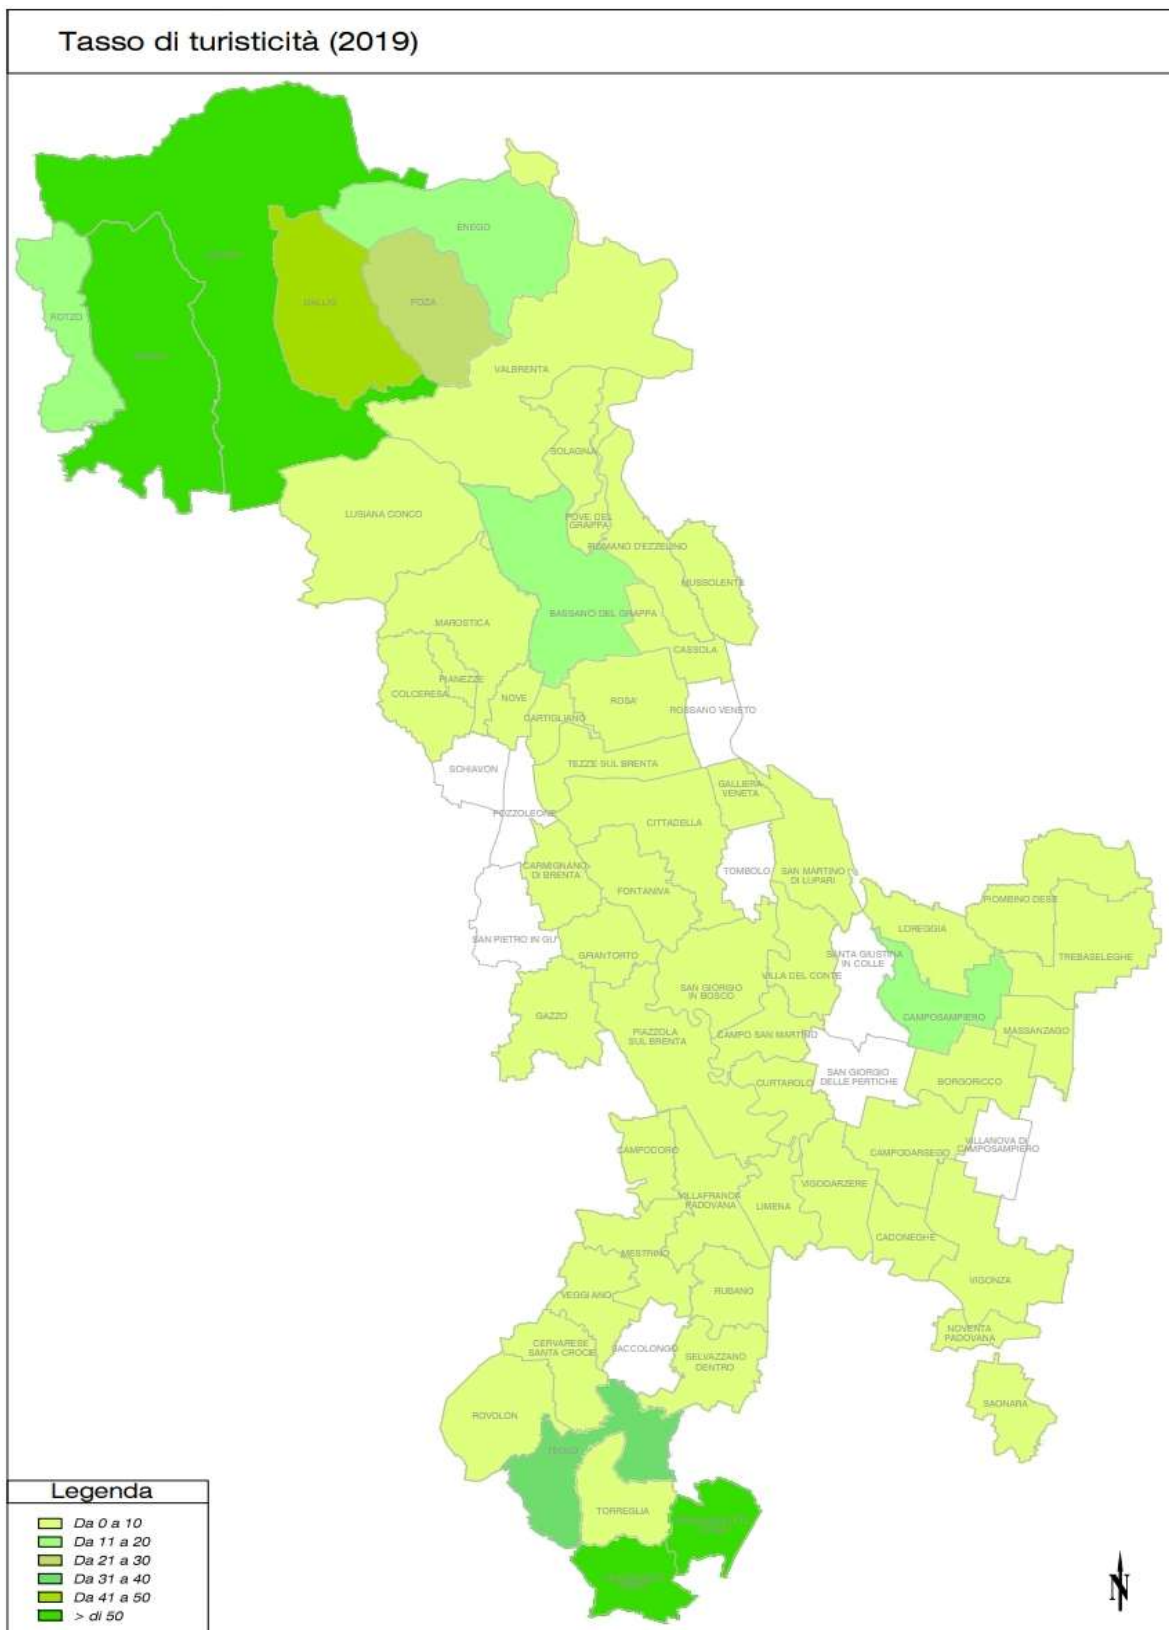 Tasso di turisticità (2019)
ENEGO
GALLIO
FOZA
ROTZO
VALBRENTA
SOLAGNA
LUSIANA CONCO
POVE DEL
GRAPPA
ROMANO D'EZZELINO
MUSSOLENTE
BASSANO DEL GRAPPA
MAROSTICA
CASSOLA
PIANEZZE
COLCERESA
NOVE
ROSA'
ROSSANO VENETO
CARTIGLIANO
SCHIAVON
TEZZE SUL BRENTA
GALLIERA
VENETA
POZZOLEONE
CITTADELLA
CARMIGNANO
DI BRENTA
TOMBOLO
SAN MARTINO
DI LUPARI
FONTANIVA
PIOMBINO DESE
LOREGGIA
SAN PIETRO IN GU'
GRANTORTO
SANTA GIUSTINA
IN COLLE
TREBASELEGHE
VILLA DEL CONTE
SAN GIORGIO
IN BOSCO
GAZZO
CAMPOSAMPIERO
PIAZZOLA
SUL BRENTA
CAMPO SAN MARTINO
MASSANZAGO
SAN GIORGIO
DELLE PERTICHE
CURTAROLO
BORGORICCO
CAMPODORO
CAMPODARSEGO
VILLANOVA DI
CAMPOSAMPIERO
VILLAFRANCA
PADOVANA
LIMENA
VIGODARZERE
CADONEGHE
MESTRINO
VIGONZA
VEGGIANO
RUBANO
NOVENTA
PADOVANA
CERVARESE
SANTA CROCE
SACCOLONGO
SELVAZZANO
DENTRO
SAONARA
ROVOLON
TEOLO
TORREGLIA
Legenda
Da 0 a 10
Da 11 a 20
Da 21 a 30
Da 31 a 40
Da 41 a 50
> di 50
N